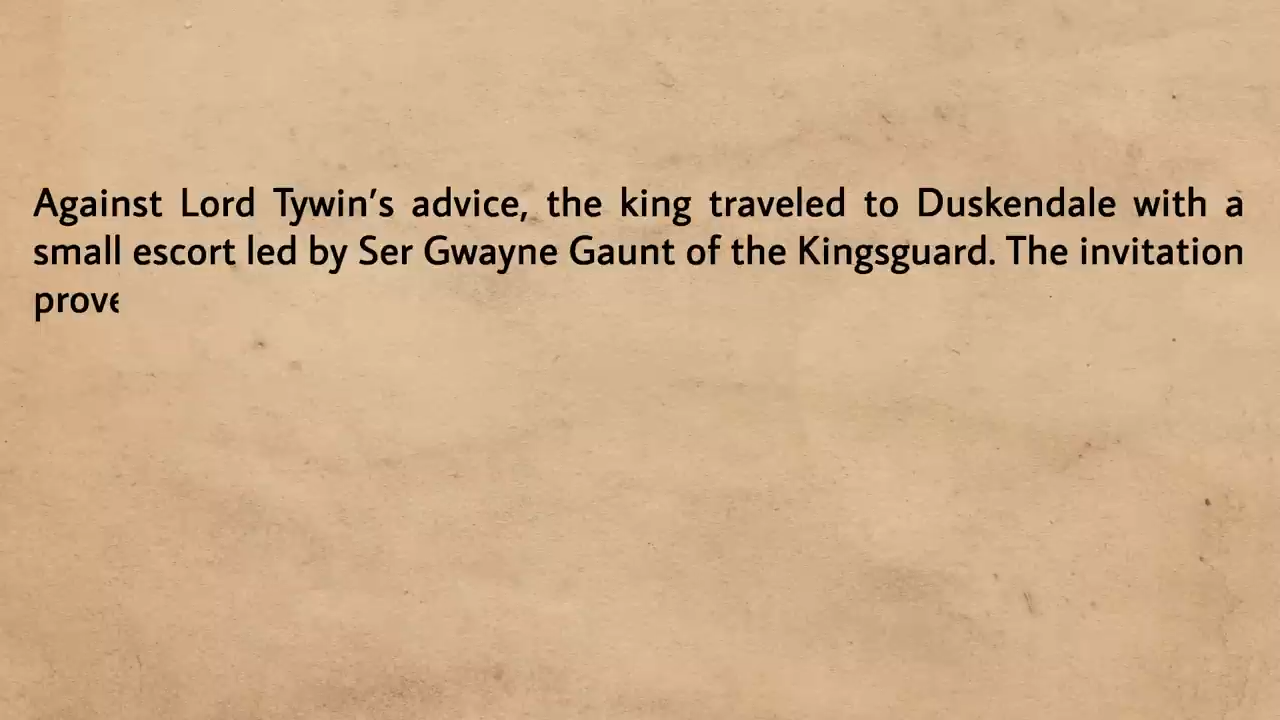 Against Lord Tywin's advice, the king traveled to Duskendale with a
small escort led by Ser Gwayne Gaunt of the Kingsguard. The invitation
prove